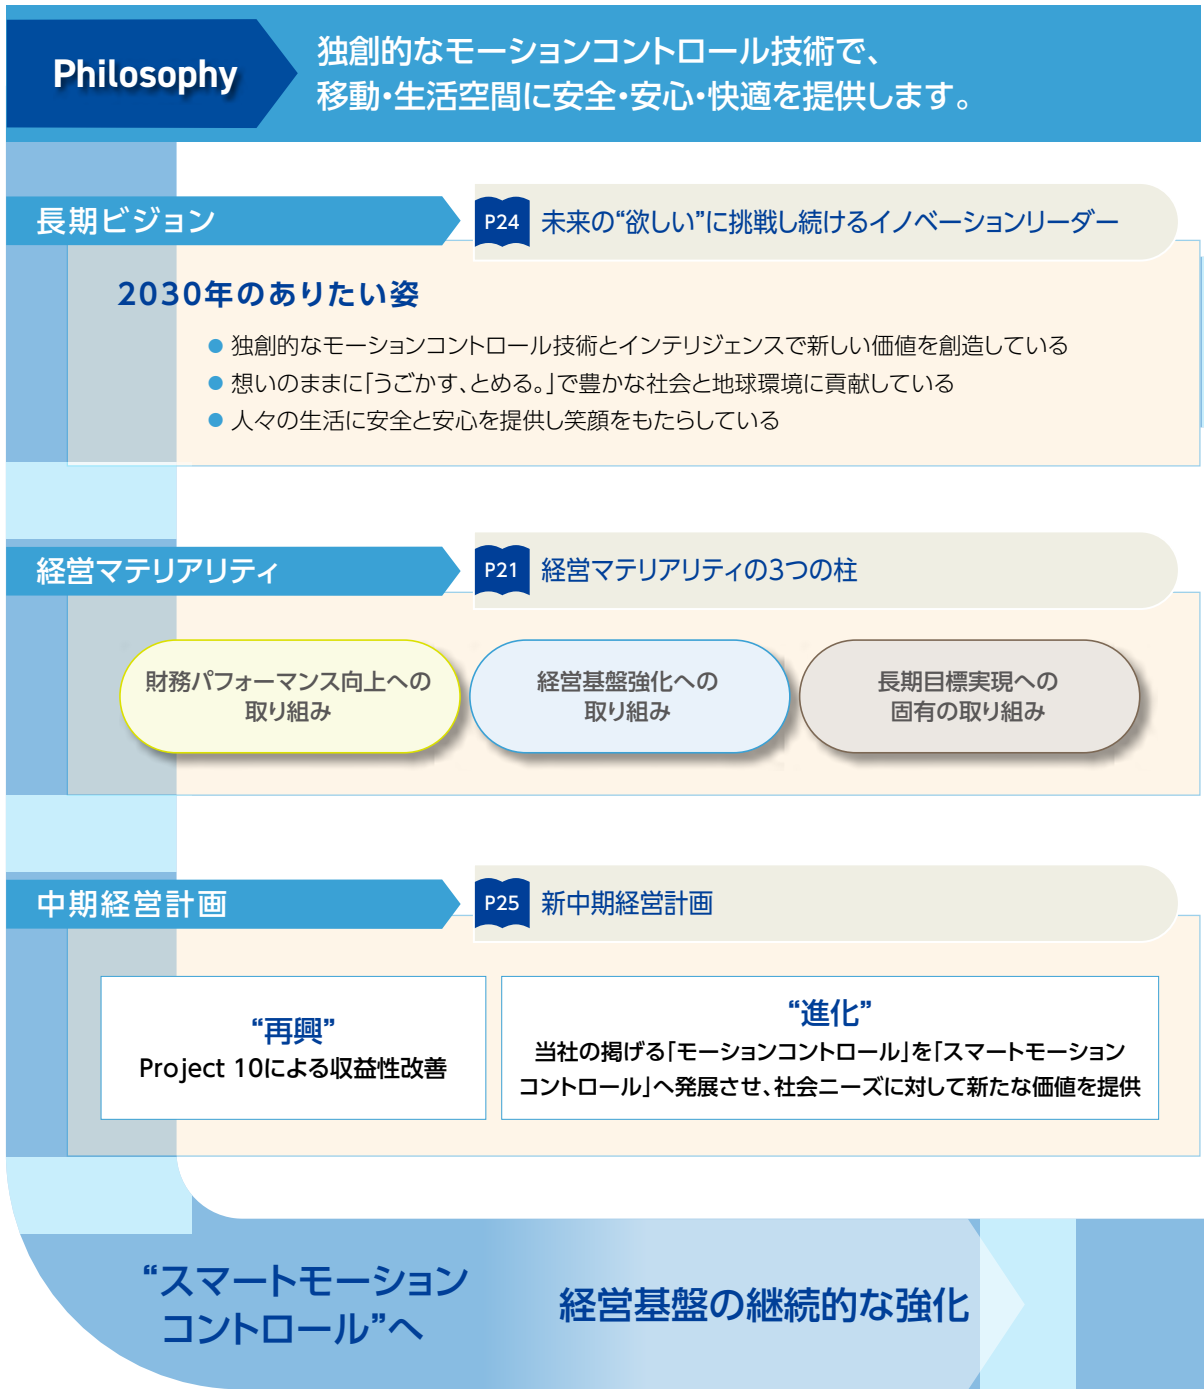 Philosophy
独創的なモーションコントロール技術で、
移動・生活空間に安全・安心・快適を提供します。
長期ビジョン
P24 未来の“欲しい”に挑戦し続けるイノベーションリーダー
2030年のありたい姿
● 独創的なモーションコントロール技術とインテリジェンスで新しい価値を創造している
● 想いのままに「うごかす、とめる。」で豊かな社会と地球環境に貢献している
● 人々の生活に安全と安心を提供し笑顔をもたらしている
経営マテリアリティ
P21 経営マテリアリティの3つの柱
財務パフォーマンス向上への
取り組み
経営基盤強化への
取り組み
長期目標実現への
固有の取り組み
中期経営計画
P25 新中期経営計画
“再興”
Project 10による収益性改善
“進化”
当社の掲げる「モーションコントロール」を「スマートモーション
コントロール」へ発展させ、社会ニーズに対して新たな価値を提供
“スマートモーション
コントロール”へ
経営基盤の継続的な強化